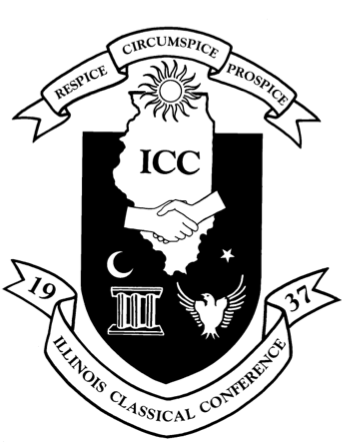 RESPICE CIRCUMSPICE PROSPICE
ICC
19 37
ILLINOIS CLASSICAL CONFERENCE